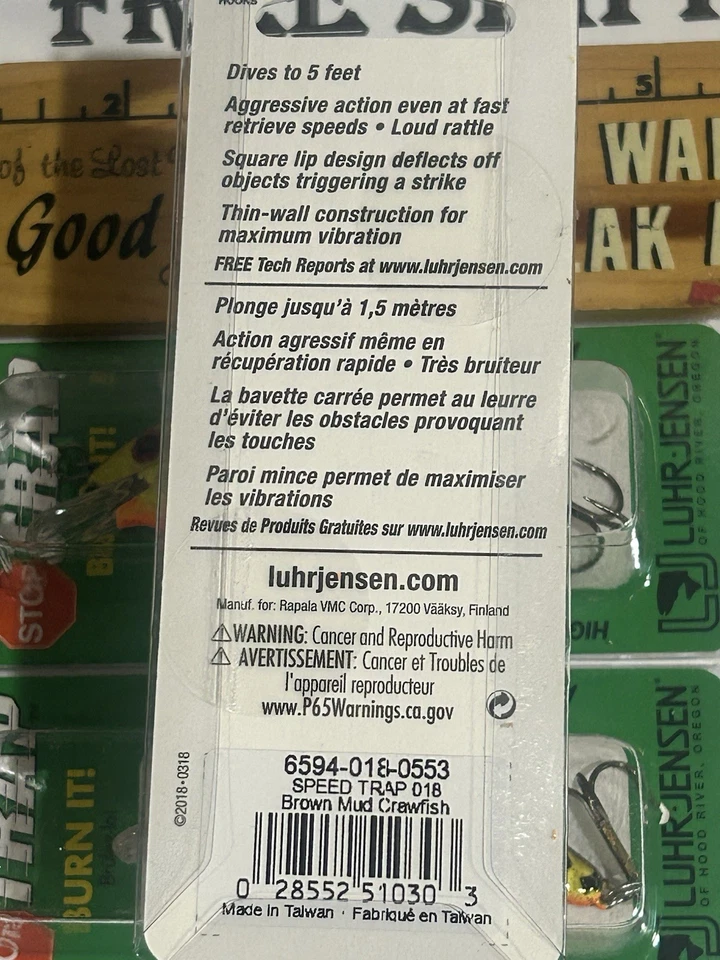 HOOKS
Dives to 5 feet
Aggressive action even at fast
retrieve speeds • Loud rattle
Square lip design deflects off
objects triggering a strike
Thin-wall construction for
maximum vibration
FREE Tech Reports at www.luhrjensen.com
Plonge jusqu'à 1,5 mètres
Action agressif même en
récupération rapide • Très bruiteur
La bavette carrée permet au leurre
d'éviter les obstacles provoquant
les touches
Paroi mince permet de maximiser
les vibrations
Revues de Produits Gratuites sur www.luhrjensen.com
luhrjensen.com
Manuf. for: Rapala VMC Corp., 17200 Vääksy, Finland
⚠WARNING: Cancer and Reproductive Harm
⚠ AVERTISSEMENT: Cancer et Troubles de
l'appareil reproducteur
www.P65Warnings.ca.gov
©2018•0318
6594-018-0553
SPEED TRAP 018
Brown Mud Crawfish
0 28552 51030 3
Made in Taiwan · Fabriqué en Taiwan
2
5
of the Lost
Good
STOP
LUHR JENSEN®
OF HOOD RIVER, OREGON
HIGH
BURN IT!
LUHR JENSEN®
OF HOOD RIVER, OREGON